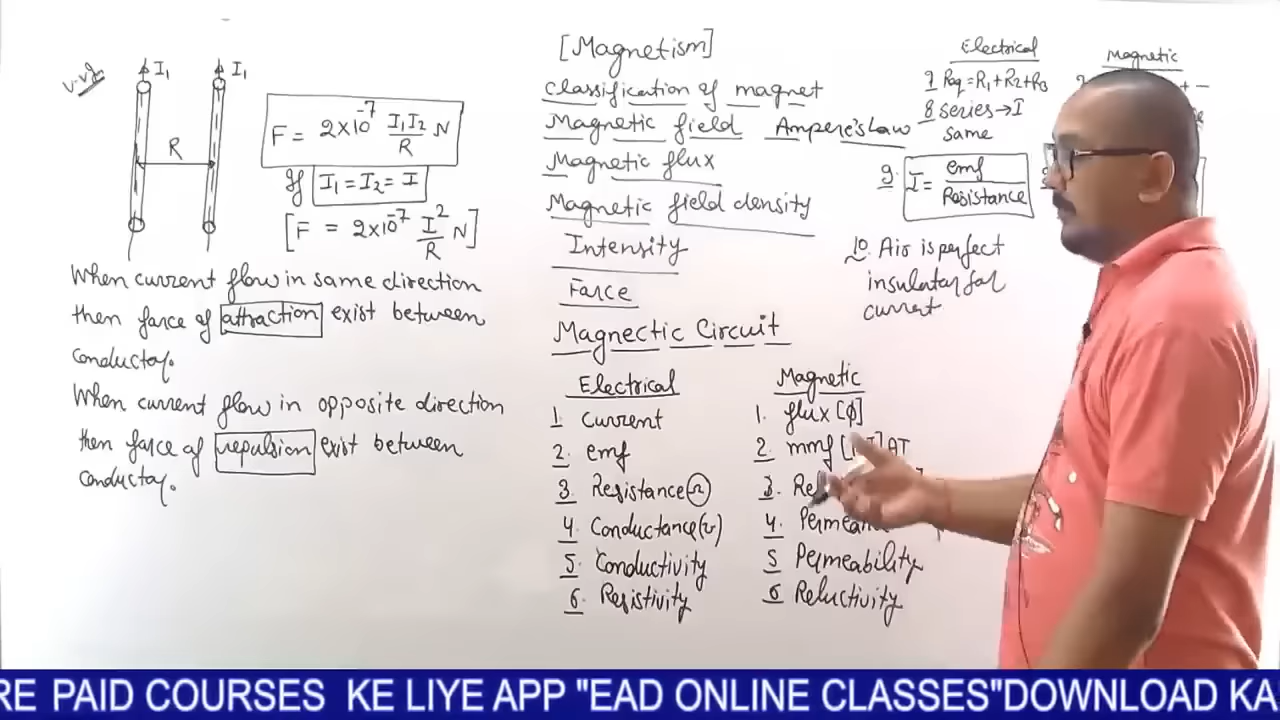 v.v.
I1
I1
R
F = 2×10^-7 I1I2/R N
If I1 = I2 = I
[F = 2×10^-7 I^2/R N]
When current flow in same direction
then force of attraction exist between
conductor.
When current flow in opposite direction
then force of repulsion exist between
conductor.
[Magnetism]
classification of magnet
Magnetic field Ampere's Law
Magnetic flux
Magnetic field density
Intensity
Force
Magnectic Circuit
Electrical
1. Current
2. emf
3. Resistance(Ω)
4. Conductance(℧)
5. Conductivity
6. Resistivity
Magnetic
1. flux [ϕ]
2. mmf AT
3.
4.
5 Permeability
6 Reluctivity
Electrical
7 Req = R1+R2+R3
8 series→I
same
9. I = emf/Resistance
10. Air is perfect
insulator for
current
Magnetic
RE PAID COURSES KE LIYE APP "EAD ONLINE CLASSES"DOWNLOAD KA